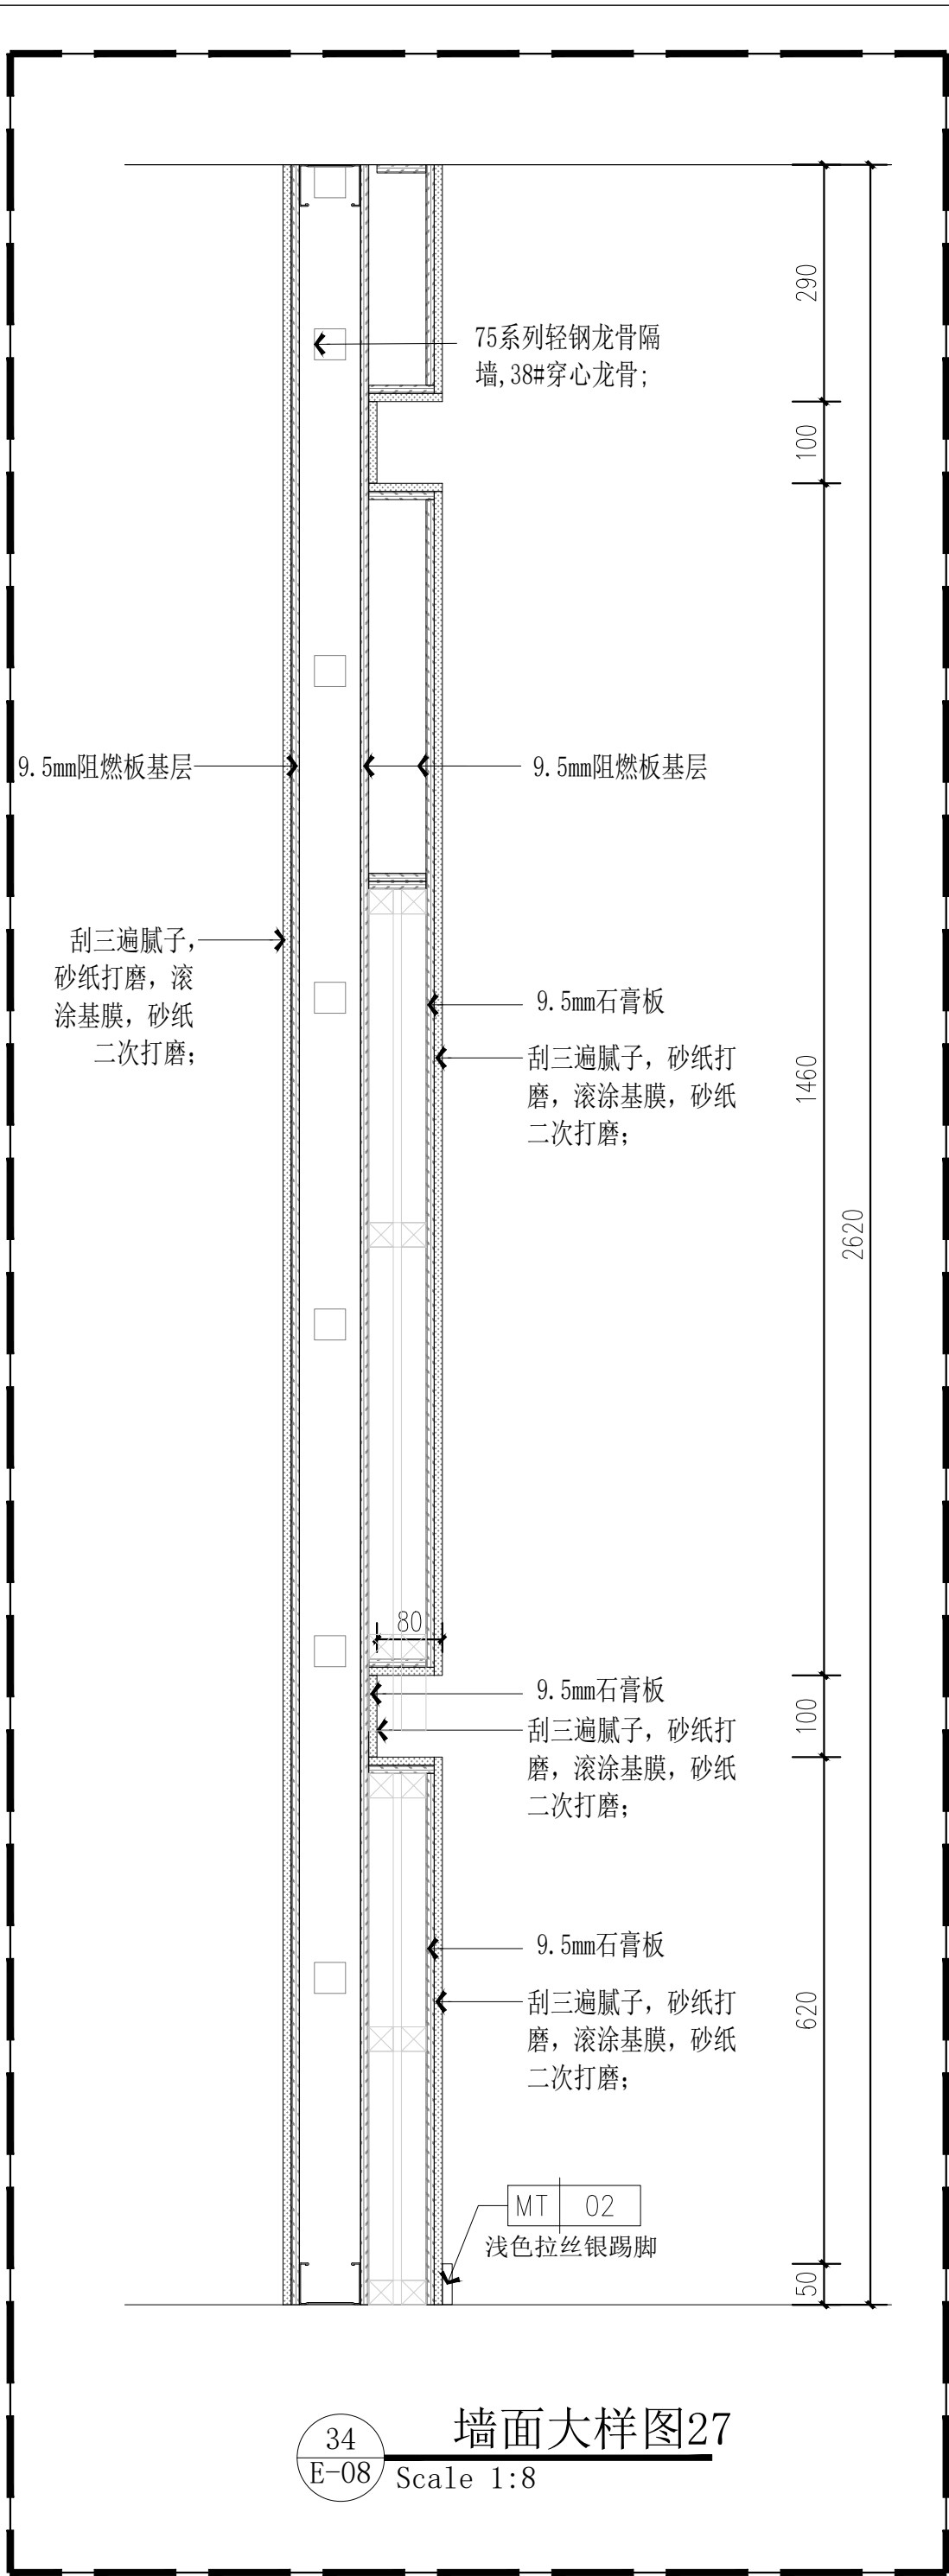 290
75系列轻钢龙骨隔
墙,38#穿心龙骨;
100
9.5mm阻燃板基层
9.5mm阻燃板基层
刮三遍腻子,
砂纸打磨, 滚
涂基膜, 砂纸
二次打磨;
9.5mm石膏板
刮三遍腻子, 砂纸打
磨, 滚涂基膜, 砂纸
二次打磨;
1460
2620
80
9.5mm石膏板
刮三遍腻子, 砂纸打
磨, 滚涂基膜, 砂纸
二次打磨;
100
9.5mm石膏板
刮三遍腻子, 砂纸打
磨, 滚涂基膜, 砂纸
二次打磨;
620
MT 02
浅色拉丝银踢脚
50
34
E-08
墙面大样图27
Scale 1:8